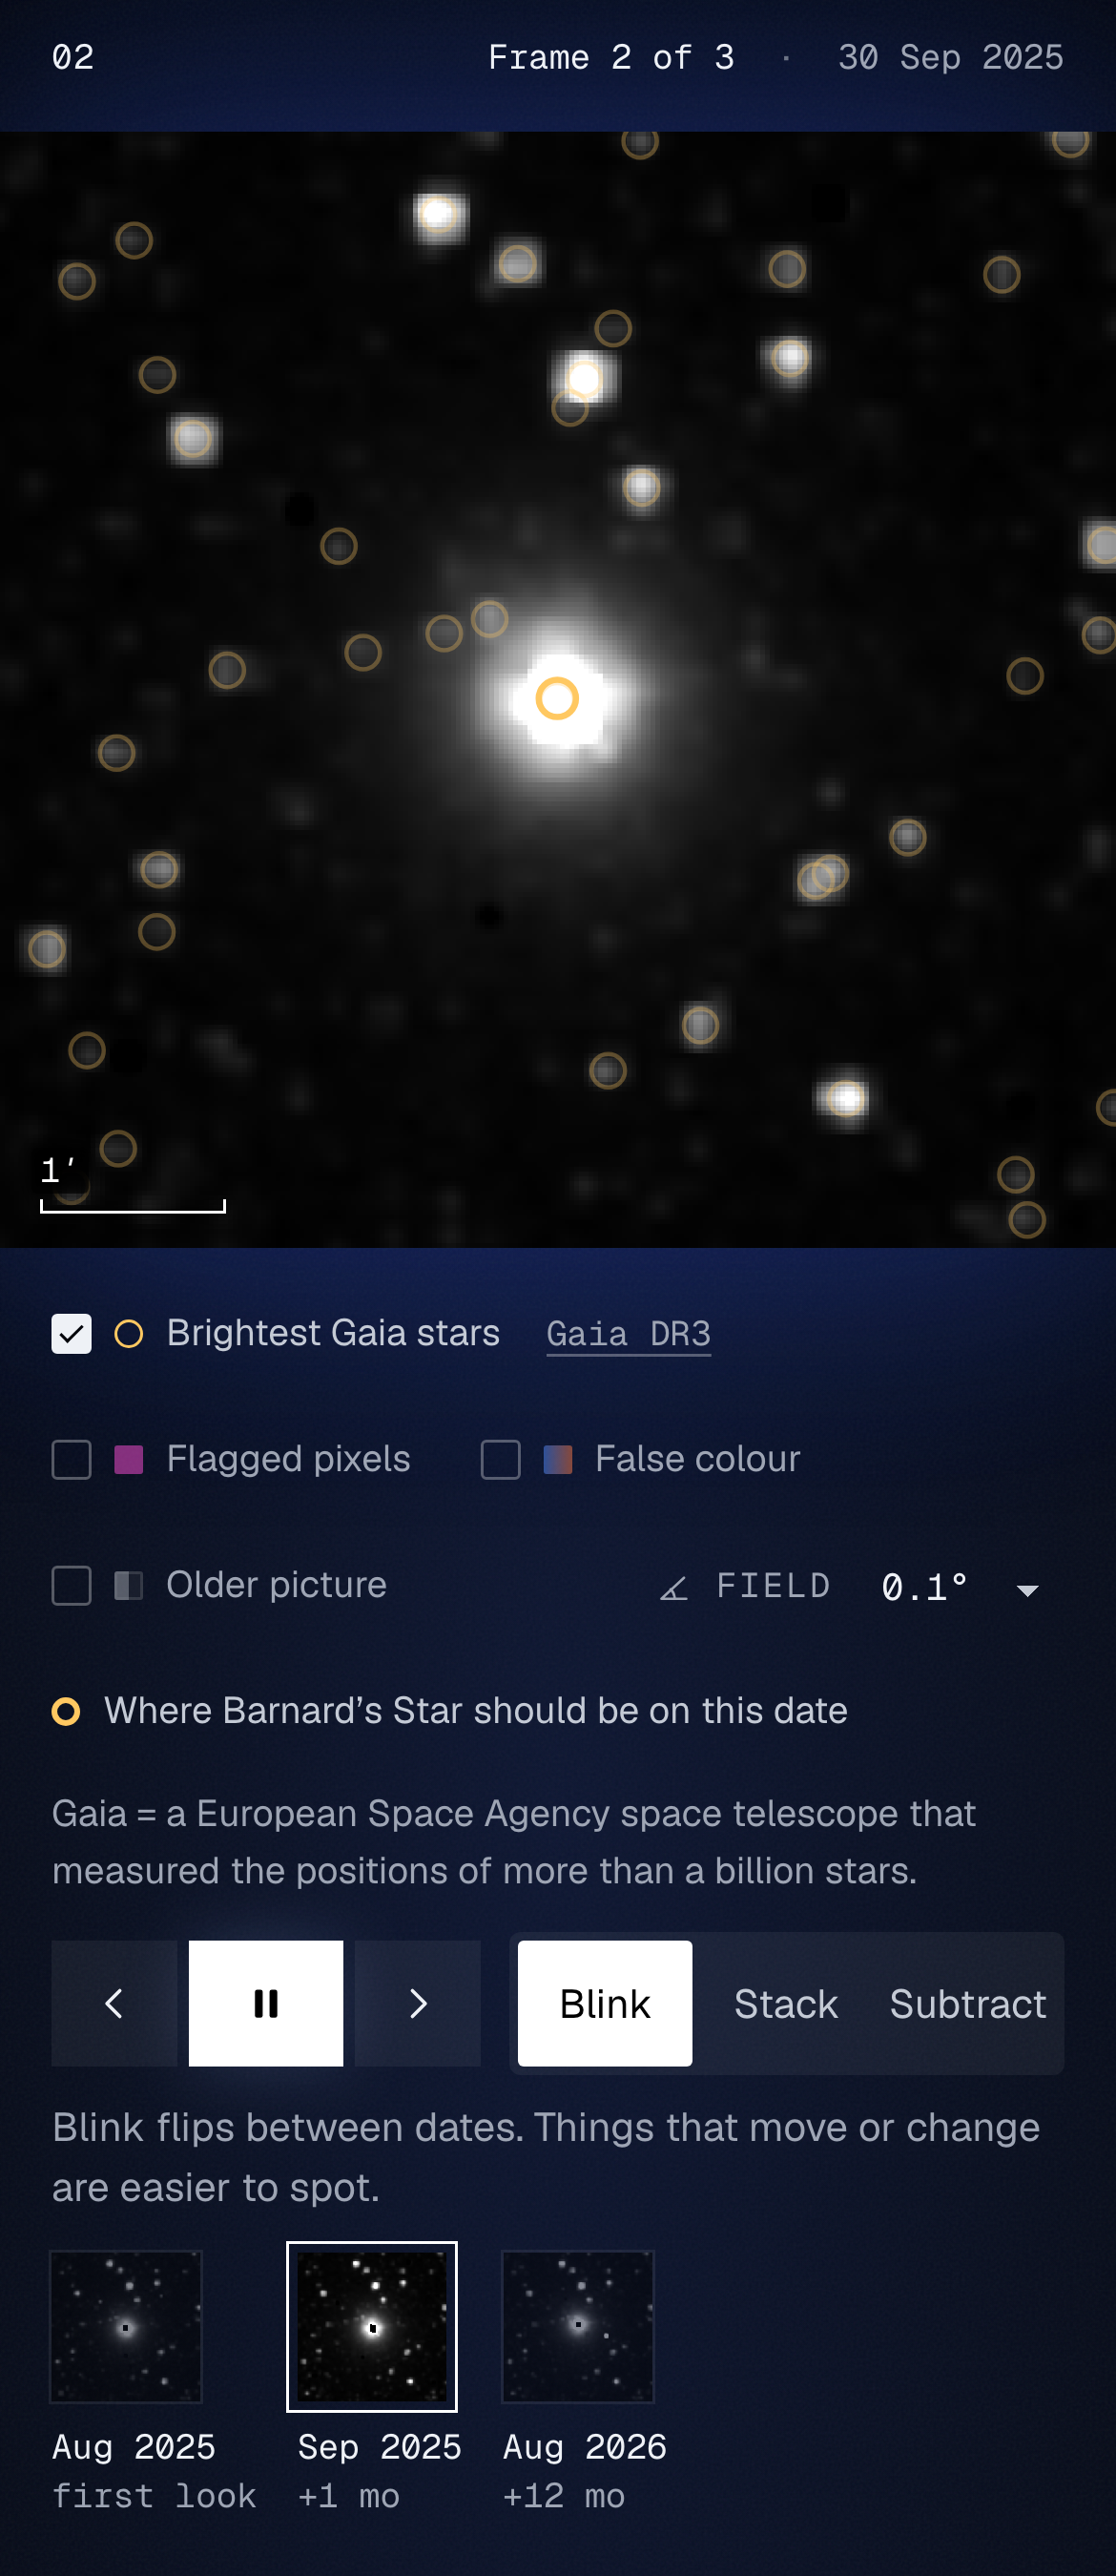 02 Frame 2 of 3 · 30 Sep 2025
1′
Brightest Gaia stars Gaia DR3
Flagged pixels False colour
Older picture FIELD 0.1°
Where Barnard’s Star should be on this date
Gaia = a European Space Agency space telescope that
measured the positions of more than a billion stars.
Blink Stack Subtract
Blink flips between dates. Things that move or change
are easier to spot.
Aug 2025 Sep 2025 Aug 2026
first look +1 mo +12 mo